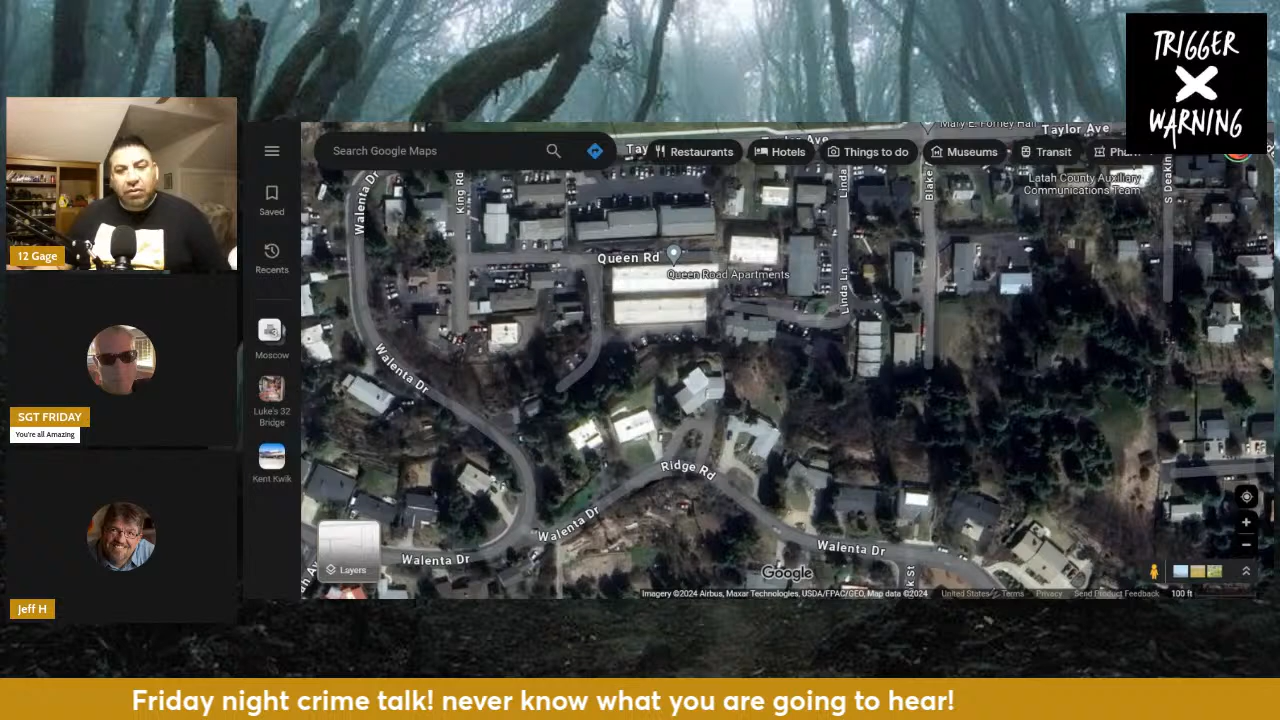 TRIGGER
WARNING
Search Google Maps
Restaurants
Hotels
Things to do
Museums
Transit
Mary E. Forney Hall
Taylor Ave
Latah County Auxiliary
Communications Team
Saved
Recents
Moscow
Luke's 32
Bridge
Kent Kwik
Walenta Dr
King Rd
Queen Rd
Queen Road Apartments
Linda Ln
Linda
Blake
S Deakin
Walenta Dr
Ridge Rd
Walenta Dr
Walenta Dr
Walenta Dr
Layers
Google
Imagery ©2024 Airbus, Maxar Technologies, USDA/FPAC/GEO, Map data ©2024
United States
Terms
Privacy
Send Product Feedback
100 ft
12 Gage
SGT FRIDAY
You're all Amazing
Jeff H
Friday night crime talk! never know what you are going to hear!